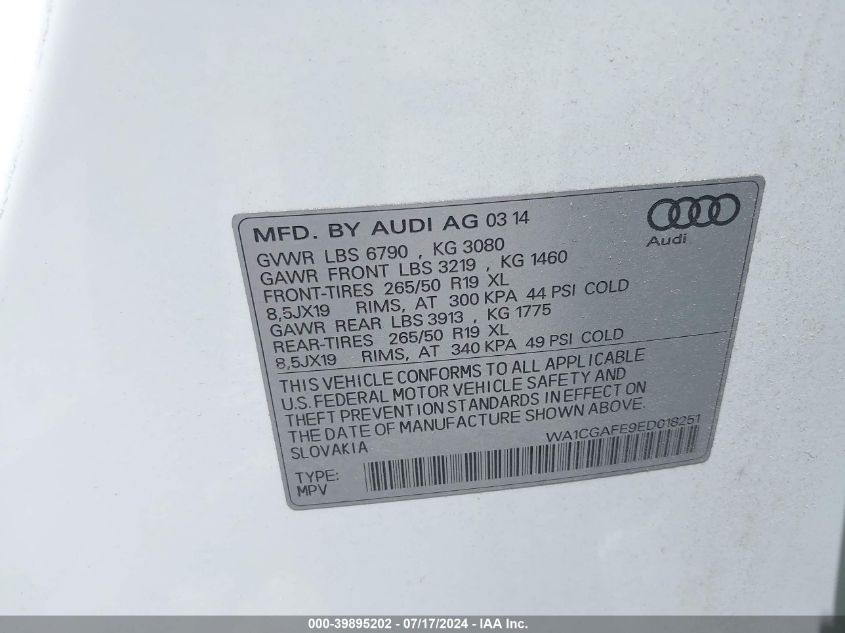 MFD. BY AUDI AG 03 14
Audi
GVWR LBS 6790 , KG 3080
GAWR FRONT LBS 3219 , KG 1460
FRONT-TIRES 265/50 R19 XL
8,5JX19 RIMS, AT 300 KPA 44 PSI COLD
GAWR REAR LBS 3913 , KG 1775
REAR-TIRES 265/50 R19 XL
8,5JX19 RIMS, AT 340 KPA 49 PSI COLD
THIS VEHICLE CONFORMS TO ALL APPLICABLE
U.S. FEDERAL MOTOR VEHICLE SAFETY AND
THEFT PREVENTION STANDARDS IN EFFECT ON
THE DATE OF MANUFACTURE SHOWN ABOVE.
SLOVAKIA
WA1CGAFE9ED018251
TYPE:
MPV
000-39895202 - 07/17/2024 - IAA Inc.